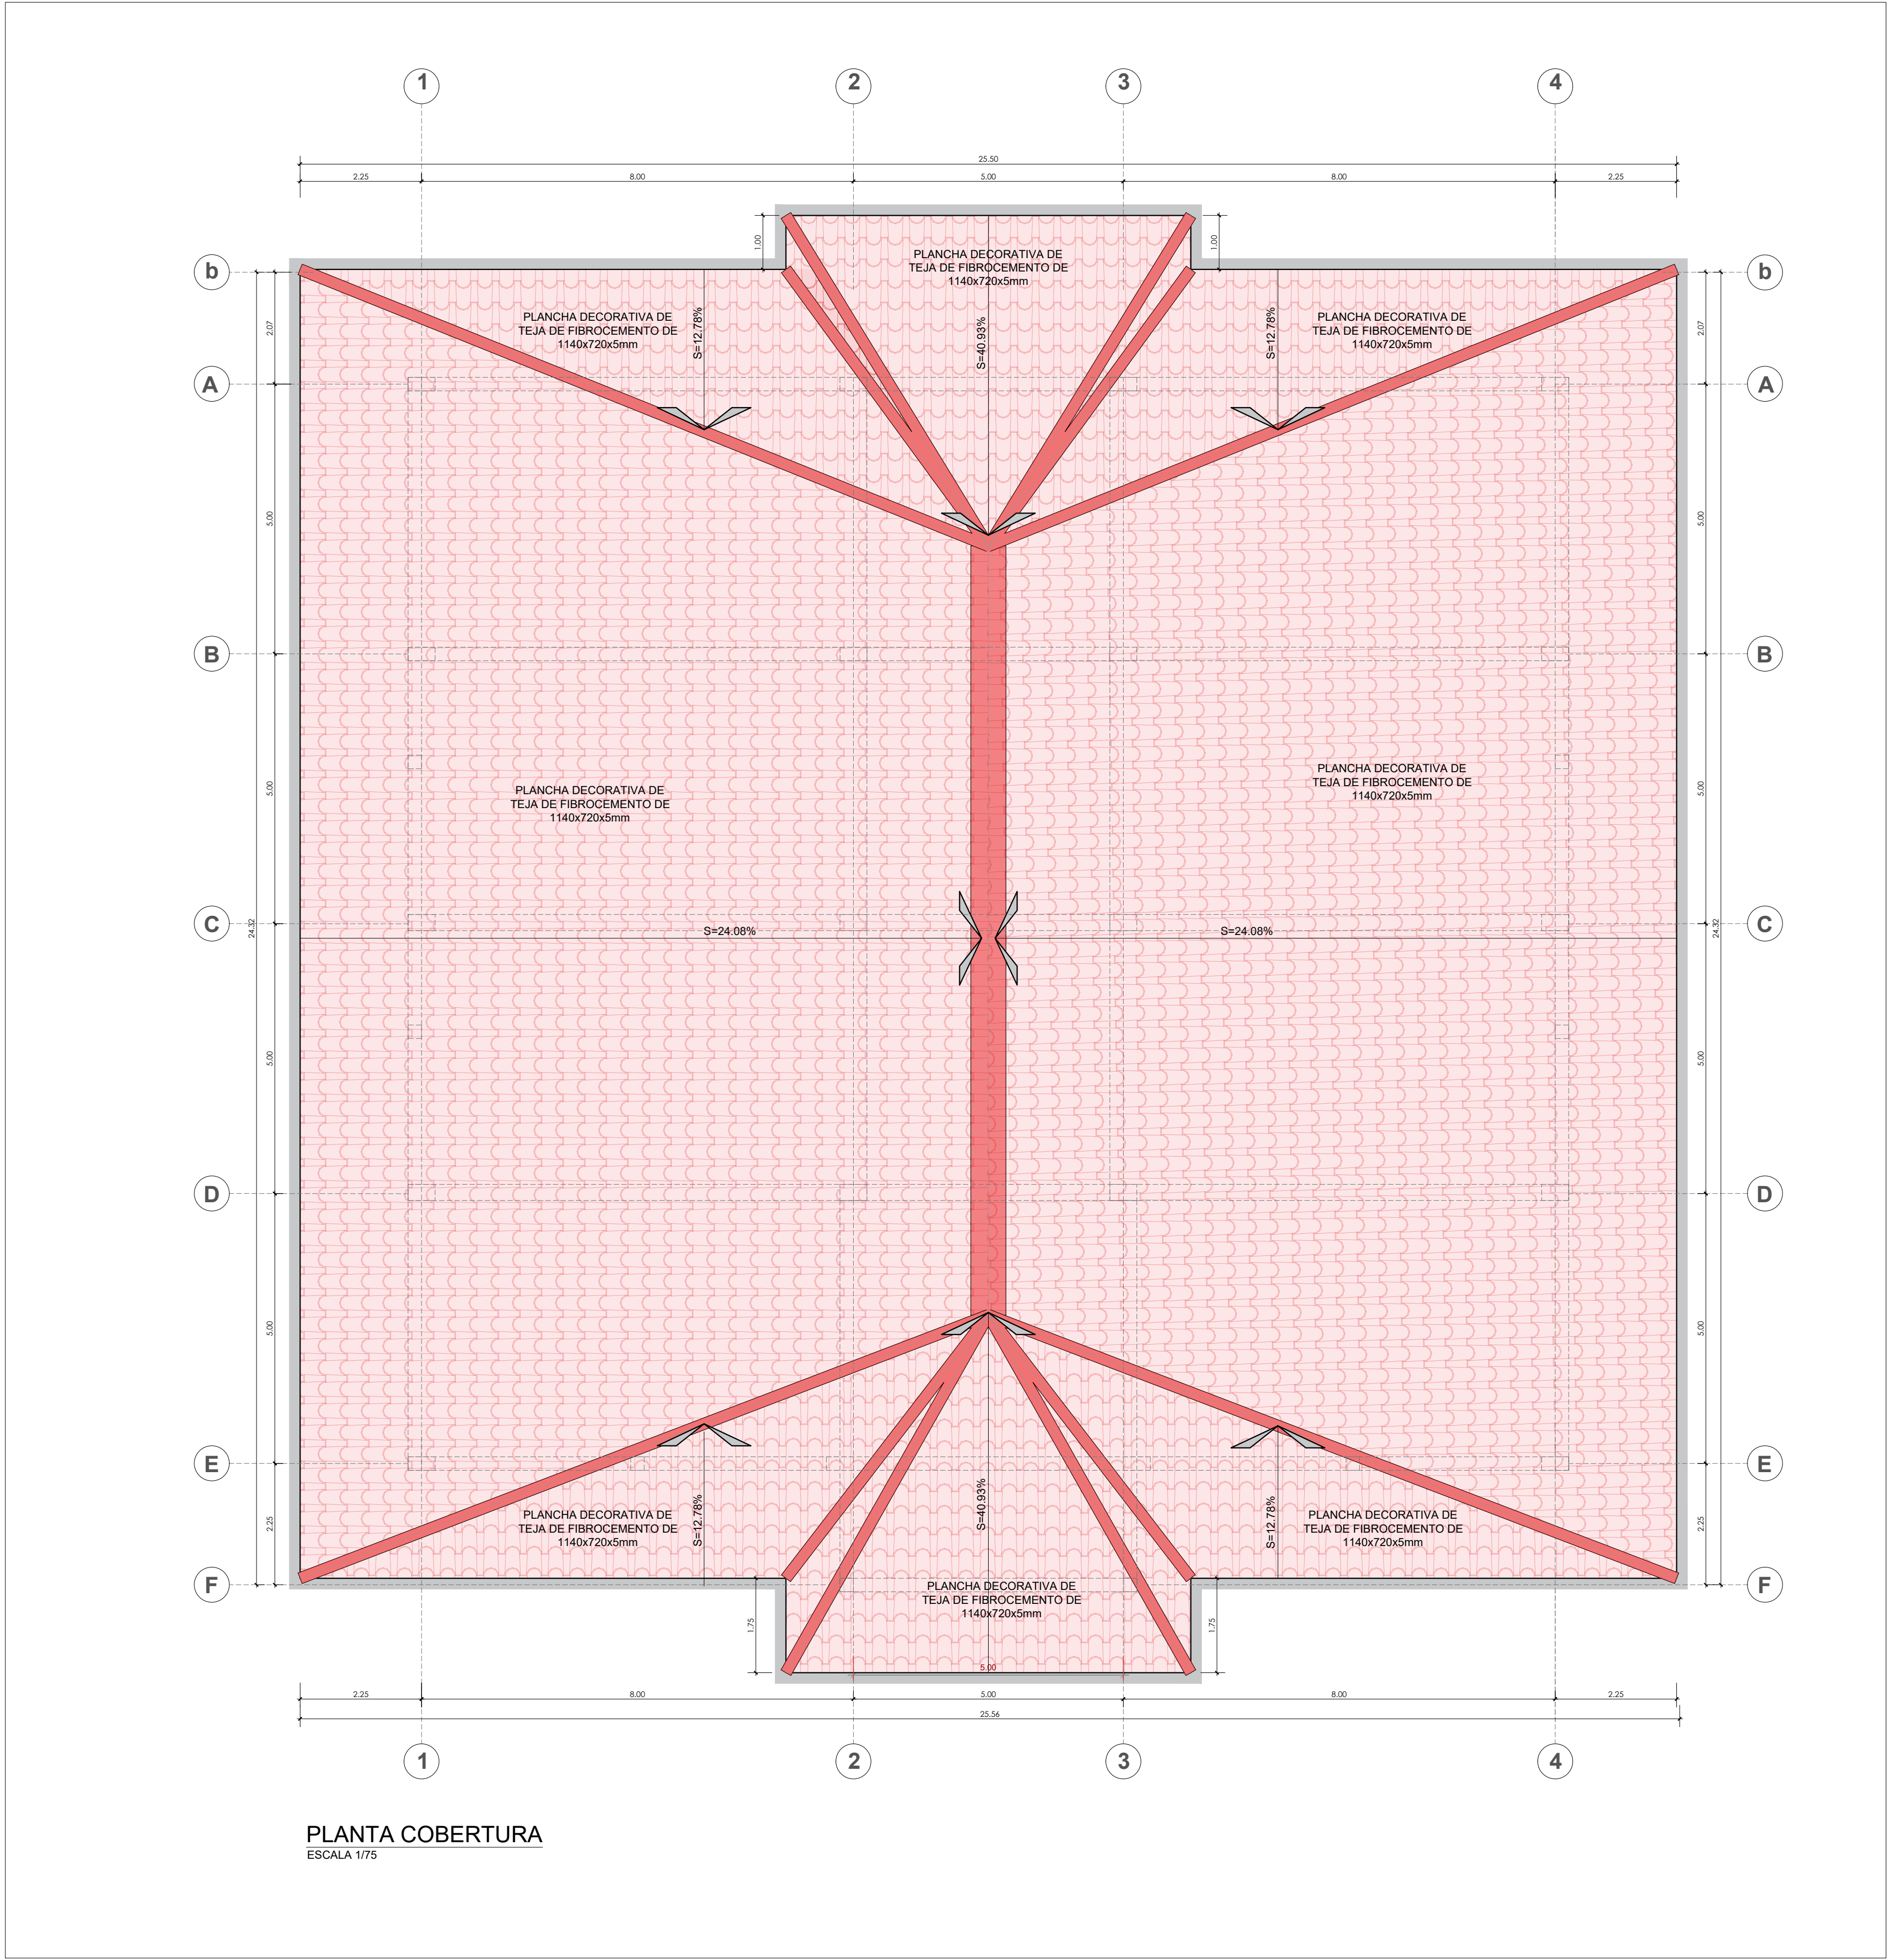 1
2
3
4
25.50
2.25
8.00
5.00
8.00
2.25
1.00
1.00
PLANCHA DECORATIVA DE
TEJA DE FIBROCEMENTO DE
1140x720x5mm
b
b
2.07
2.07
PLANCHA DECORATIVA DE
TEJA DE FIBROCEMENTO DE
1140x720x5mm
S=12.78%
S=40.93%
S=12.78%
PLANCHA DECORATIVA DE
TEJA DE FIBROCEMENTO DE
1140x720x5mm
A
A
5.00
5.00
B
B
5.00
5.00
PLANCHA DECORATIVA DE
TEJA DE FIBROCEMENTO DE
1140x720x5mm
PLANCHA DECORATIVA DE
TEJA DE FIBROCEMENTO DE
1140x720x5mm
C
24.32
S=24.08%
S=24.08%
24.32
C
5.00
5.00
D
D
5.00
5.00
E
E
2.25
2.25
PLANCHA DECORATIVA DE
TEJA DE FIBROCEMENTO DE
1140x720x5mm
S=12.78%
S=40.93%
S=12.78%
PLANCHA DECORATIVA DE
TEJA DE FIBROCEMENTO DE
1140x720x5mm
F
F
PLANCHA DECORATIVA DE
TEJA DE FIBROCEMENTO DE
1140x720x5mm
1.75
1.75
5.00
2.25
8.00
5.00
8.00
2.25
25.56
1
2
3
4
PLANTA COBERTURA
ESCALA 1/75